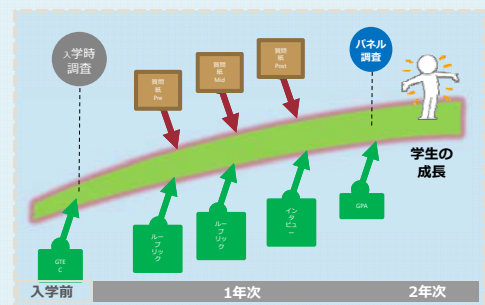 入学時
調査
質問
紙
Pre
質問
紙
Mid
質問
紙
Post
パネル
調査
学生の
成長
GTE
C
ルー
ブリ
ック
ルー
ブリ
ック
イン
タビ
ュー
GPA
入学前
1年次
2年次